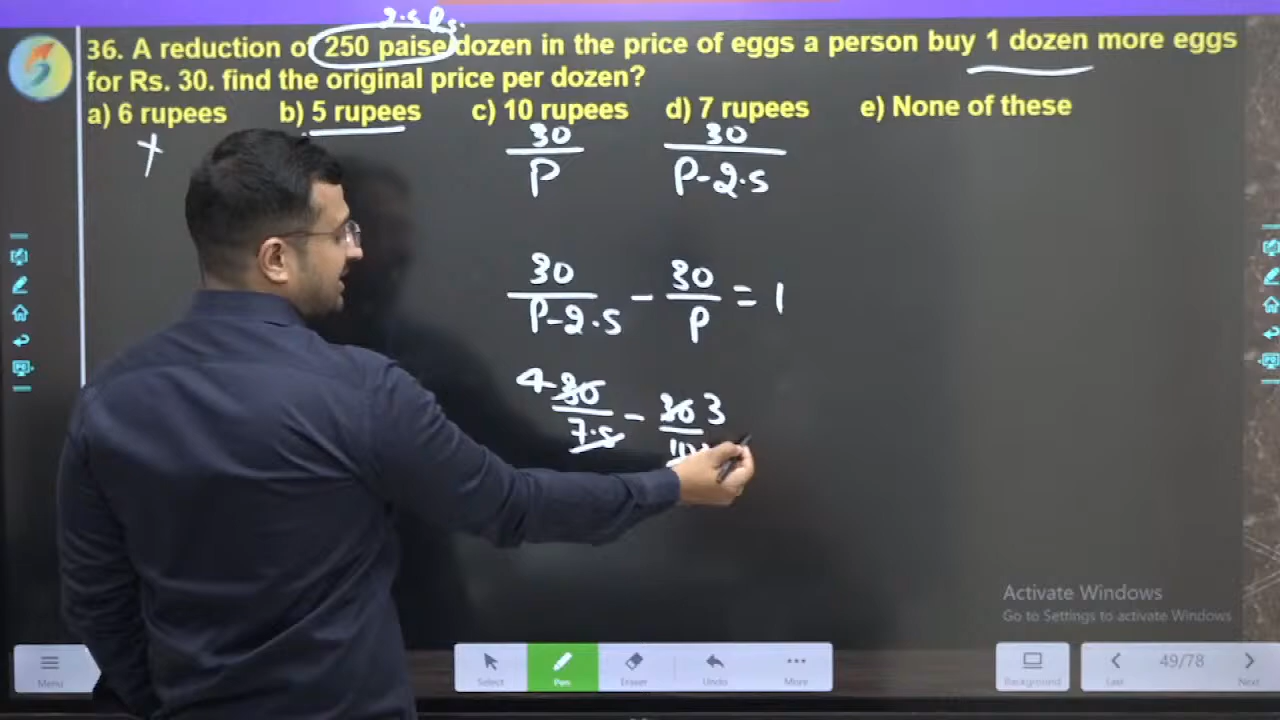 2.5 Rs.
36. A reduction of 250 paise dozen in the price of eggs a person buy 1 dozen more eggs
for Rs. 30. find the original price per dozen?
a) 6 rupees b) 5 rupees c) 10 rupees d) 7 rupees e) None of these
30 30
P P-2.5
30 - 30 = 1
P-2.5 P
4 30 - 30 3
7.5 10
Activate Windows
Go to Settings to activate Windows.
Menu Select Pen Eraser Undo More Background Last 49/78 Next